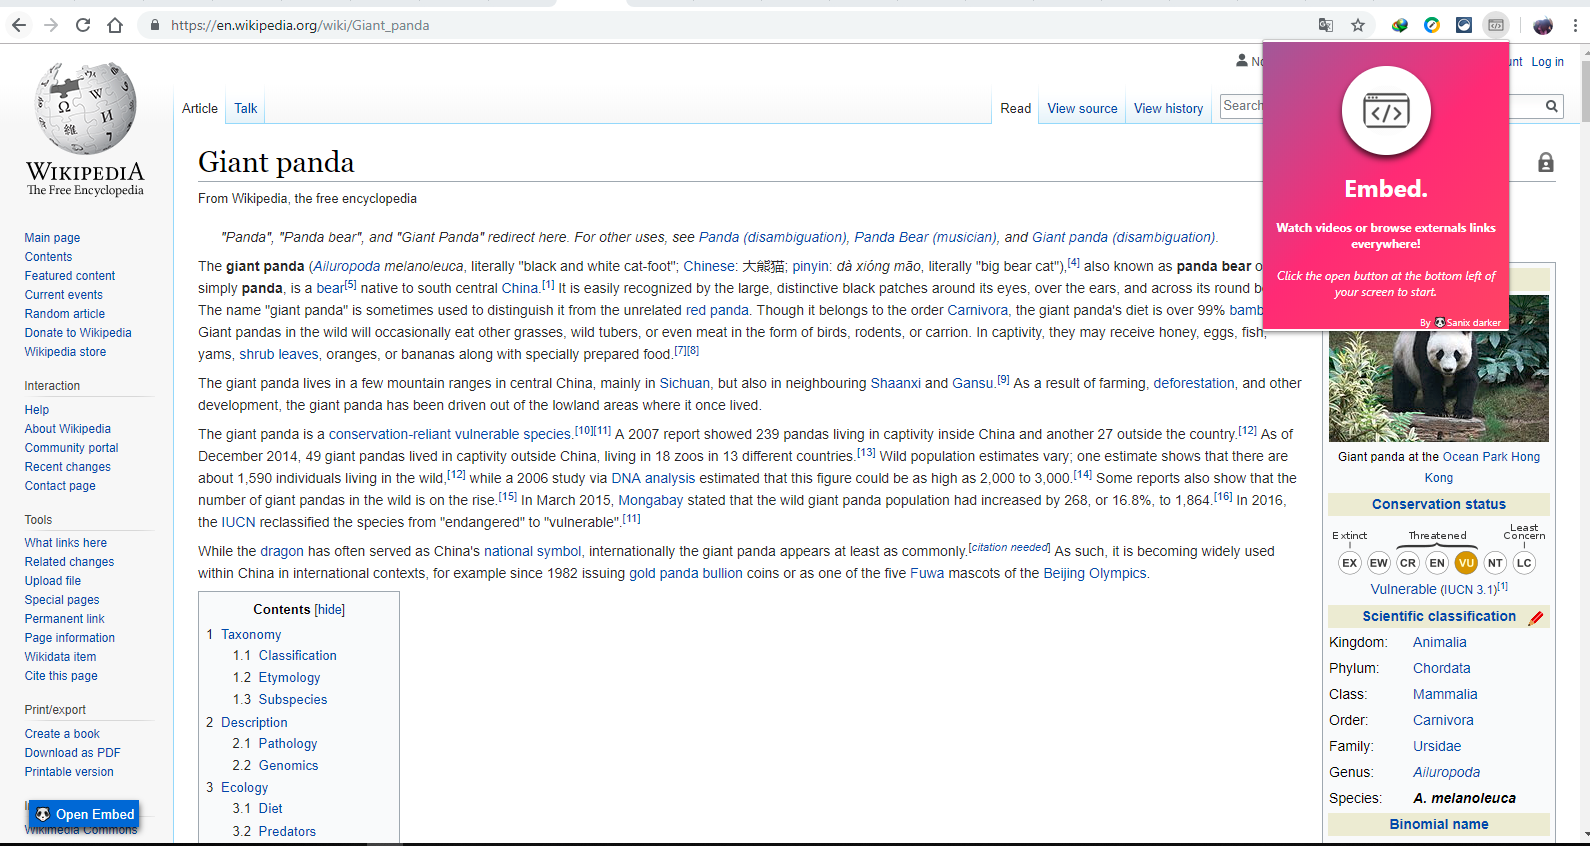 https://en.wikipedia.org/wiki/Giant_panda
Log in
WIKIPEDIA
The Free Encyclopedia
Article
Talk
Read
View source
View history
Search
Embed.
Watch videos or browse externals links
everywhere!
Click the open button at the bottom left of
your screen to start.
By Sanix darker
Main page
Contents
Featured content
Current events
Random article
Donate to Wikipedia
Wikipedia store
Interaction
Help
About Wikipedia
Community portal
Recent changes
Contact page
Tools
What links here
Related changes
Upload file
Special pages
Permanent link
Page information
Wikidata item
Cite this page
Print/export
Create a book
Download as PDF
Printable version
Open Embed
Wikimedia Commons
Giant panda
From Wikipedia, the free encyclopedia
"Panda", "Panda bear", and "Giant Panda" redirect here. For other uses, see Panda (disambiguation), Panda Bear (musician), and Giant panda (disambiguation).
The giant panda (Ailuropoda melanoleuca, literally "black and white cat-foot"; Chinese: 大熊猫; pinyin: dà xióng māo, literally "big bear cat"),[4] also known as panda bear
simply panda, is a bear[5] native to south central China.[1] It is easily recognized by the large, distinctive black patches around its eyes, over the ears, and across its round
The name "giant panda" is sometimes used to distinguish it from the unrelated red panda. Though it belongs to the order Carnivora, the giant panda's diet is over 99%
Giant pandas in the wild will occasionally eat other grasses, wild tubers, or even meat in the form of birds, rodents, or carrion. In captivity, they may receive honey, eggs, fish,
yams, shrub leaves, oranges, or bananas along with specially prepared food.[7][8]
The giant panda lives in a few mountain ranges in central China, mainly in Sichuan, but also in neighbouring Shaanxi and Gansu.[9] As a result of farming, deforestation, and other
development, the giant panda has been driven out of the lowland areas where it once lived.
The giant panda is a conservation-reliant vulnerable species.[10][11] A 2007 report showed 239 pandas living in captivity inside China and another 27 outside the country.[12] As of
December 2014, 49 giant pandas lived in captivity outside China, living in 18 zoos in 13 different countries.[13] Wild population estimates vary; one estimate shows that there are
about 1,590 individuals living in the wild,[12] while a 2006 study via DNA analysis estimated that this figure could be as high as 2,000 to 3,000.[14] Some reports also show that the
number of giant pandas in the wild is on the rise.[15] In March 2015, Mongabay stated that the wild giant panda population had increased by 268, or 16.8%, to 1,864.[16] In 2016,
the IUCN reclassified the species from "endangered" to "vulnerable".[11]
While the dragon has often served as China's national symbol, internationally the giant panda appears at least as commonly.[citation needed] As such, it is becoming widely used
within China in international contexts, for example since 1982 issuing gold panda bullion coins or as one of the five Fuwa mascots of the Beijing Olympics.
Contents [hide]
1 Taxonomy
1.1 Classification
1.2 Etymology
1.3 Subspecies
2 Description
2.1 Pathology
2.2 Genomics
3 Ecology
3.1 Diet
3.2 Predators
Giant panda at the Ocean Park Hong
Kong
Conservation status
Extinct
Threatened
Least
Concern
EX EW CR EN VU NT LC
Vulnerable (IUCN 3.1)[1]
Scientific classification
Kingdom: Animalia
Phylum: Chordata
Class: Mammalia
Order: Carnivora
Family: Ursidae
Genus: Ailuropoda
Species: A. melanoleuca
Binomial name